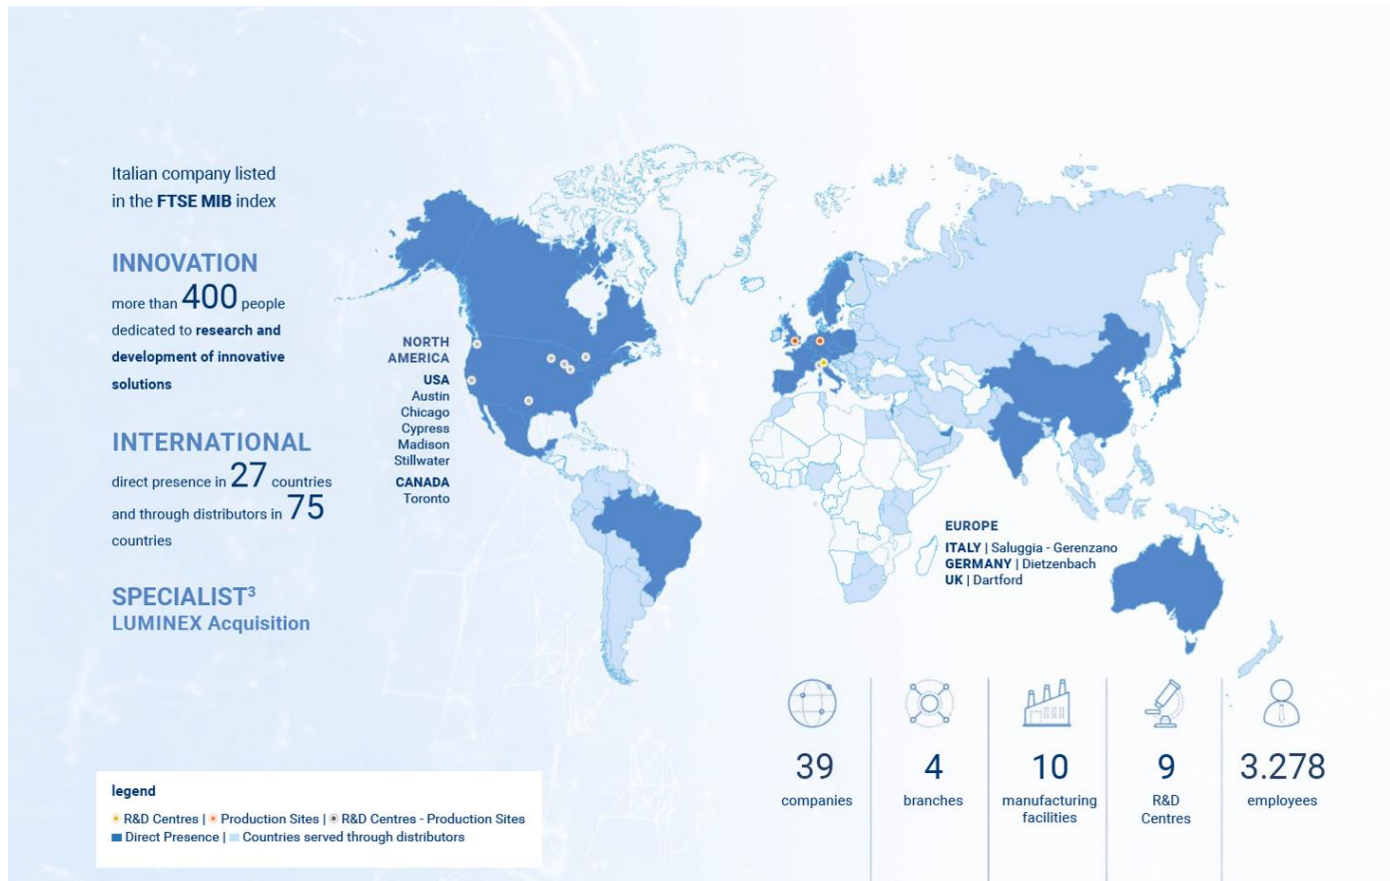 Italian company listed
in the FTSE MIB index
INNOVATION
more than 400 people
dedicated to research and
development of innovative
solutions
INTERNATIONAL
direct presence in 27 countries
and through distributors in 75
countries
SPECIALIST³
LUMINEX Acquisition
NORTH
AMERICA
USA
Austin
Chicago
Cypress
Madison
Stillwater
CANADA
Toronto
EUROPE
ITALY | Saluggia - Gerenzano
GERMANY | Dietzenbach
UK | Dartford
39
companies
4
branches
10
manufacturing
facilities
9
R&D
Centres
3.278
employees
legend
R&D Centres | Production Sites | R&D Centres - Production Sites
Direct Presence | Countries served through distributors